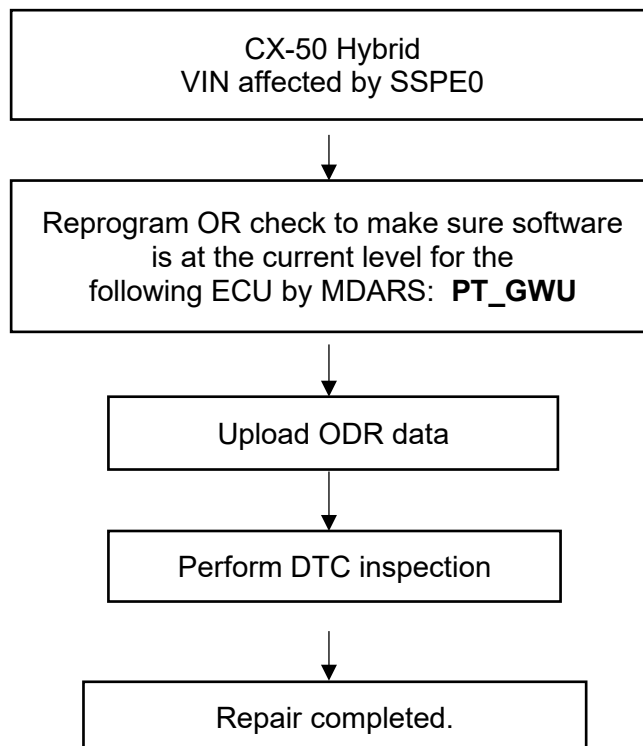 CX-50 Hybrid
VIN affected by SSPE0
Reprogram OR check to make sure software
is at the current level for the
following ECU by MDARS: PT_GWU
Upload ODR data
Perform DTC inspection
Repair completed.